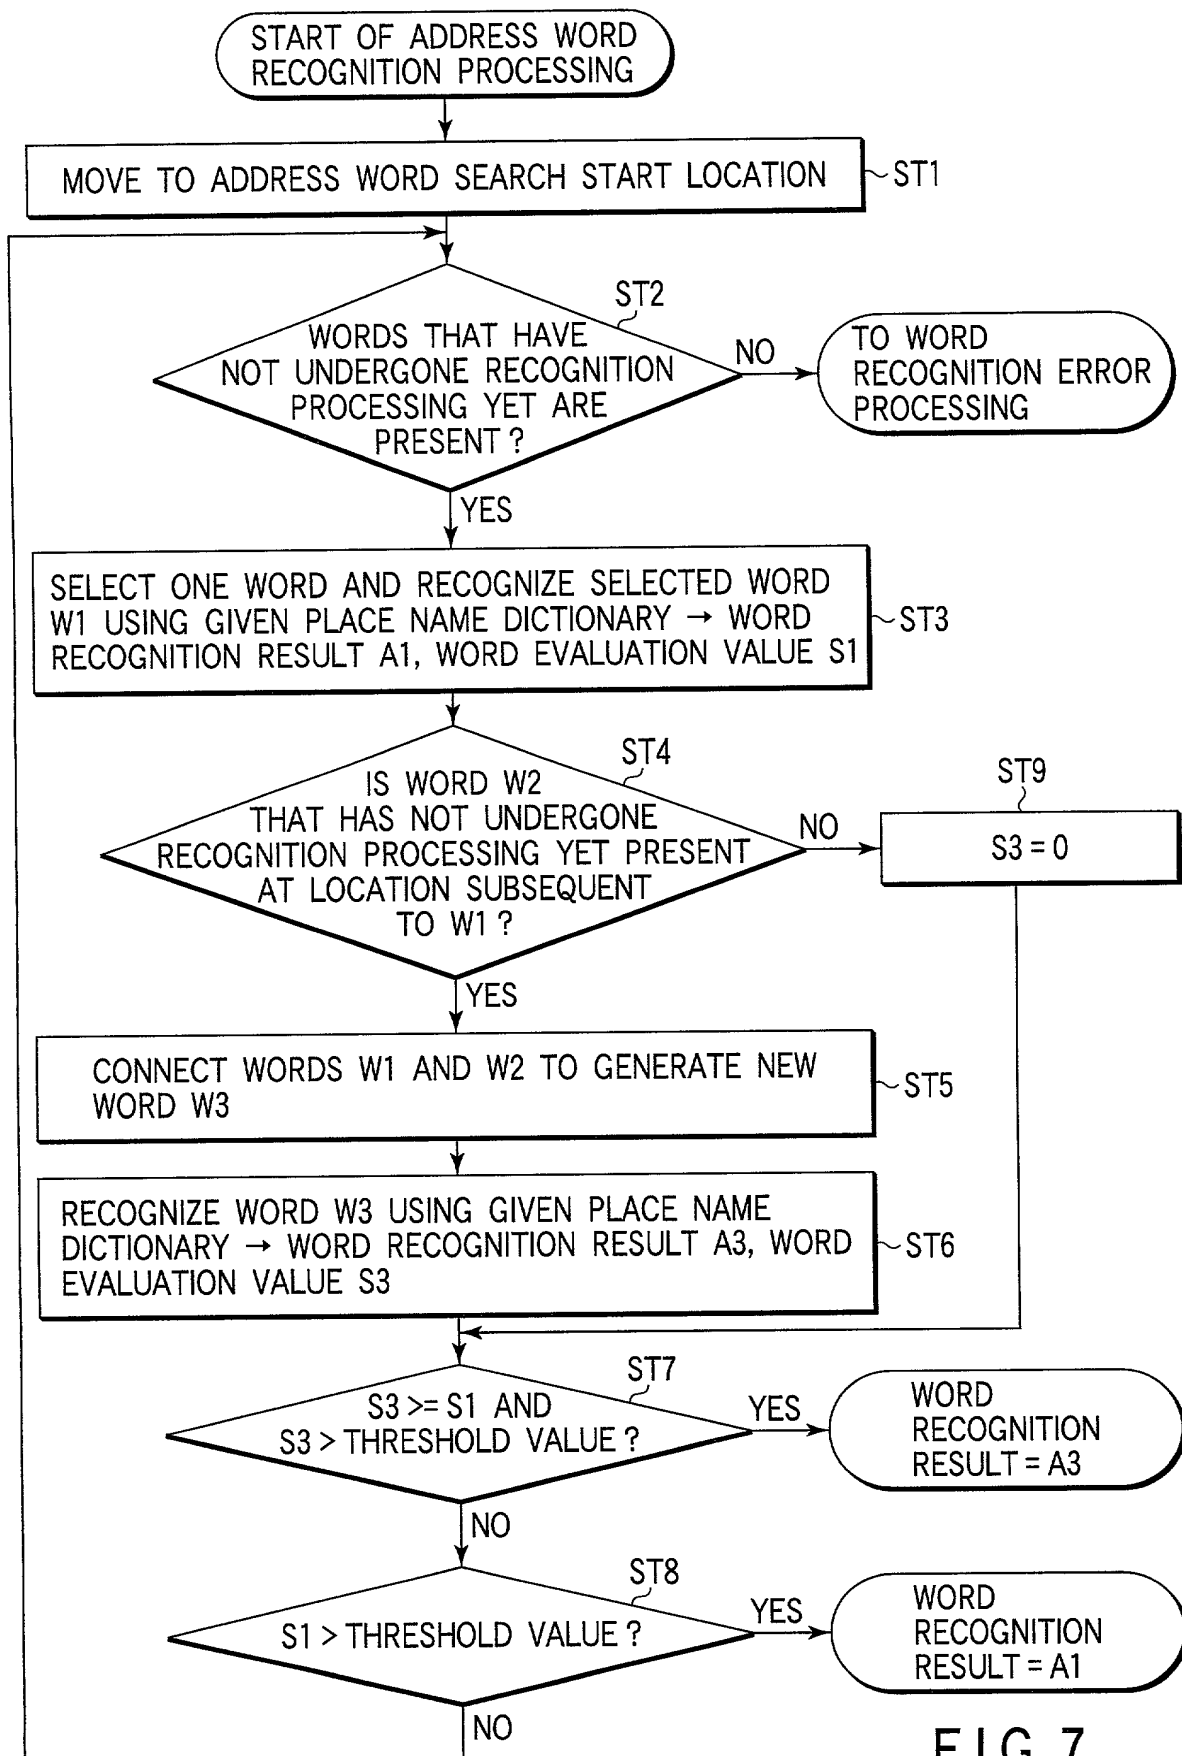 START OF ADDRESS WORD
RECOGNITION PROCESSING
MOVE TO ADDRESS WORD SEARCH START LOCATION
ST1
ST2
WORDS THAT HAVE
NOT UNDERGONE RECOGNITION
PROCESSING YET ARE
PRESENT ?
NO
TO WORD
RECOGNITION ERROR
PROCESSING
YES
SELECT ONE WORD AND RECOGNIZE SELECTED WORD
W1 USING GIVEN PLACE NAME DICTIONARY → WORD
RECOGNITION RESULT A1, WORD EVALUATION VALUE S1
ST3
ST4
IS WORD W2
THAT HAS NOT UNDERGONE
RECOGNITION PROCESSING YET PRESENT
AT LOCATION SUBSEQUENT
TO W1 ?
NO
ST9
S3 = 0
YES
CONNECT WORDS W1 AND W2 TO GENERATE NEW
WORD W3
ST5
RECOGNIZE WORD W3 USING GIVEN PLACE NAME
DICTIONARY → WORD RECOGNITION RESULT A3, WORD
EVALUATION VALUE S3
ST6
ST7
S3 >= S1 AND
S3 > THRESHOLD VALUE ?
YES
WORD
RECOGNITION
RESULT = A3
NO
ST8
S1 > THRESHOLD VALUE ?
YES
WORD
RECOGNITION
RESULT = A1
NO
FIG. 7